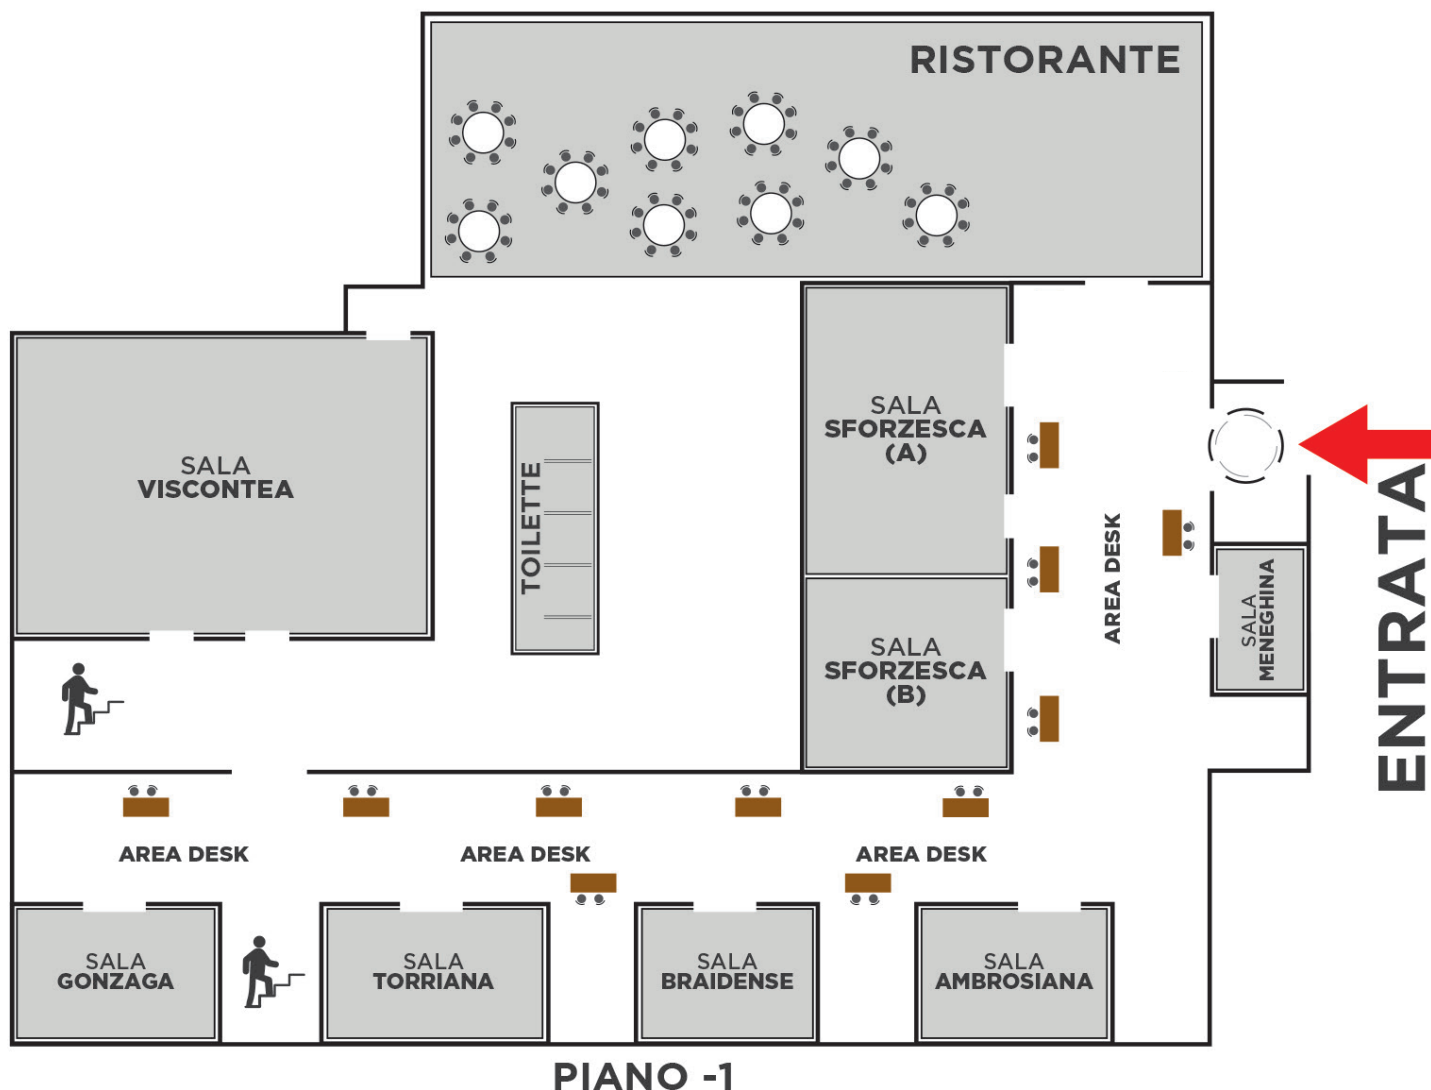 RISTORANTE
SALA
SFORZESCA
(A)
SALA
VISCONTEA
TOILETTE
ENTRATA
AREA DESK
SALA
MENEGHINA
SALA
SFORZESCA
(B)
AREA DESK
AREA DESK
AREA DESK
SALA
GONZAGA
SALA
TORRIANA
SALA
BRAIDENSE
SALA
AMBROSIANA
PIANO -1